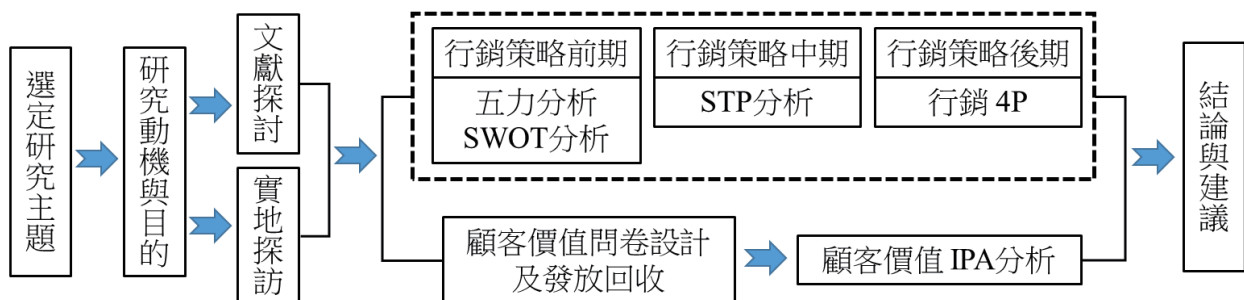 選定研究主題
研究動機與目的
文獻探討
實地探訪
行銷策略前期
五力分析
SWOT分析
行銷策略中期
STP分析
行銷策略後期
行銷 4P
顧客價值問卷設計
及發放回收
顧客價值 IPA分析
結論與建議